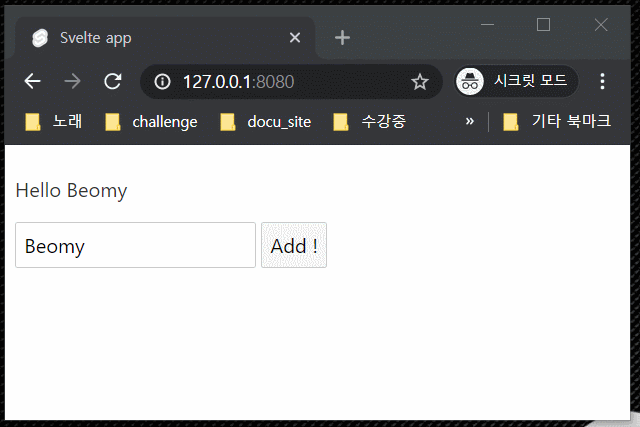 Svelte app
127.0.0.1:8080
시크릿 모드
노래
challenge
docu_site
수강중
»
기타 북마크
Hello Beomy
Beomy
Add !